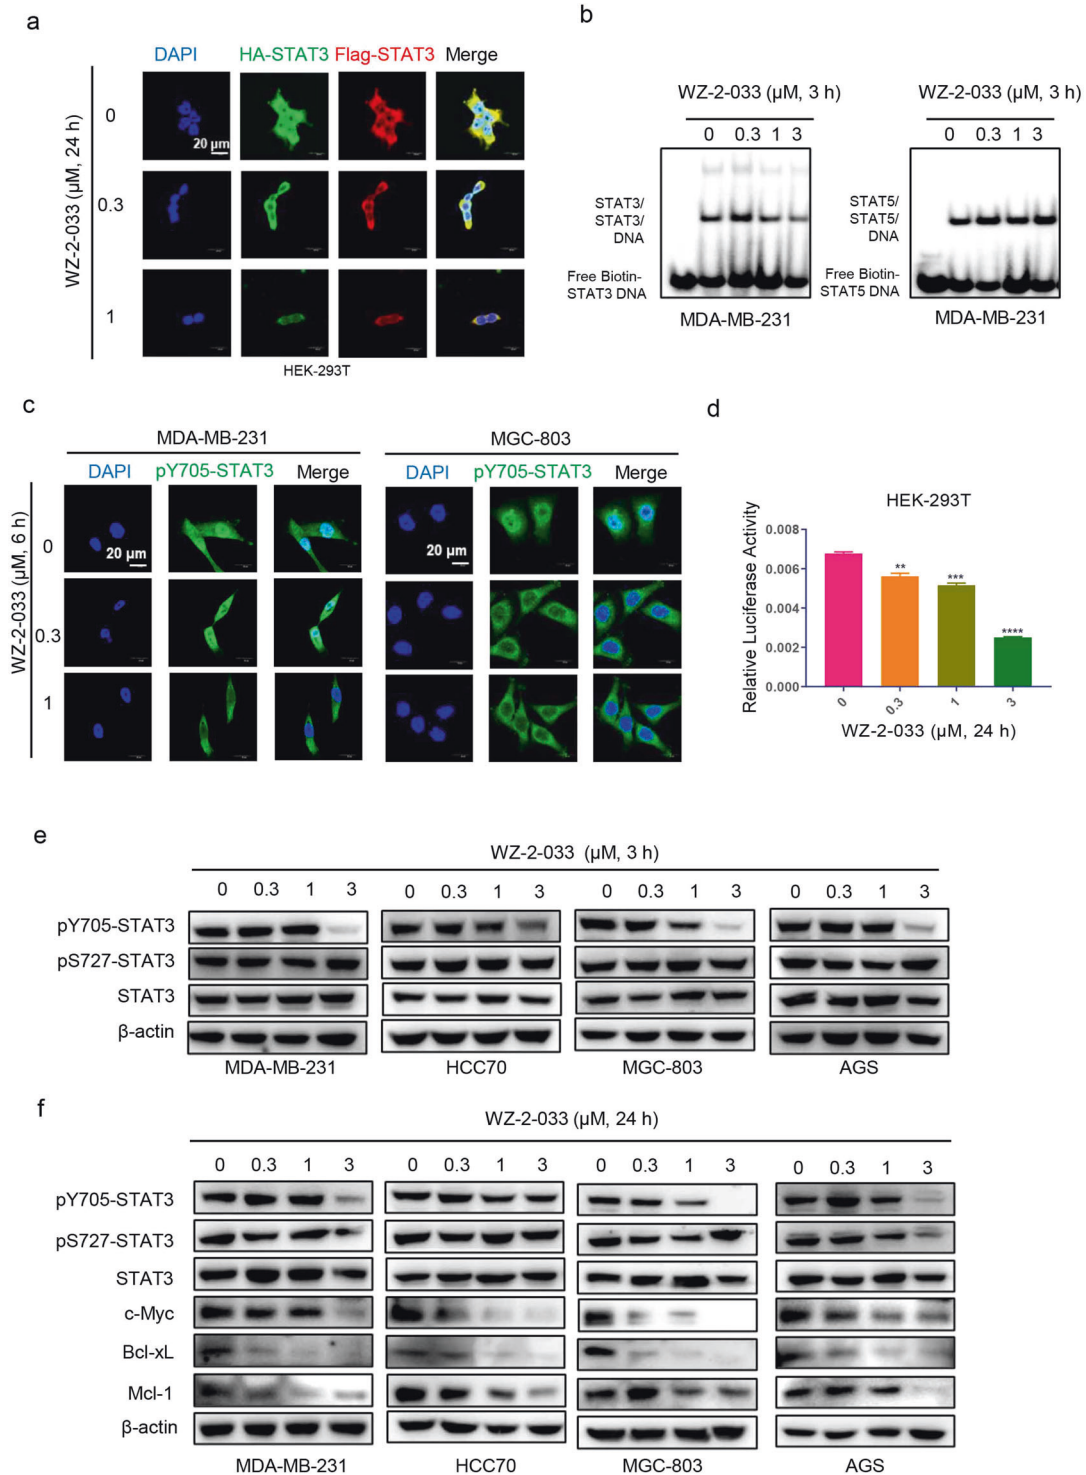 a
DAPI HA-STAT3 Flag-STAT3 Merge
WZ-2-033 (µM, 24 h)
0
20 µm
0.3
1
HEK-293T
b
WZ-2-033 (µM, 3 h)
0 0.3 1 3
STAT3/
STAT3/
DNA
Free Biotin-
STAT3 DNA
MDA-MB-231
WZ-2-033 (µM, 3 h)
0 0.3 1 3
STAT5/
STAT5/
DNA
Free Biotin-
STAT5 DNA
MDA-MB-231
c
MDA-MB-231 MGC-803
DAPI pY705-STAT3 Merge DAPI pY705-STAT3 Merge
WZ-2-033 (µM, 6 h)
0
20 µm 20 µm
0.3
1
d
HEK-293T
Relative Luciferase Activity
0.008
0.006
0.004
0.002
0.000
** *** ****
0 0.3 1 3
WZ-2-033 (µM, 24 h)
e
WZ-2-033 (µM, 3 h)
0 0.3 1 3 0 0.3 1 3 0 0.3 1 3 0 0.3 1 3
pY705-STAT3
pS727-STAT3
STAT3
β-actin
MDA-MB-231 HCC70 MGC-803 AGS
f
WZ-2-033 (µM, 24 h)
0 0.3 1 3 0 0.3 1 3 0 0.3 1 3 0 0.3 1 3
pY705-STAT3
pS727-STAT3
STAT3
c-Myc
Bcl-xL
Mcl-1
β-actin
MDA-MB-231 HCC70 MGC-803 AGS